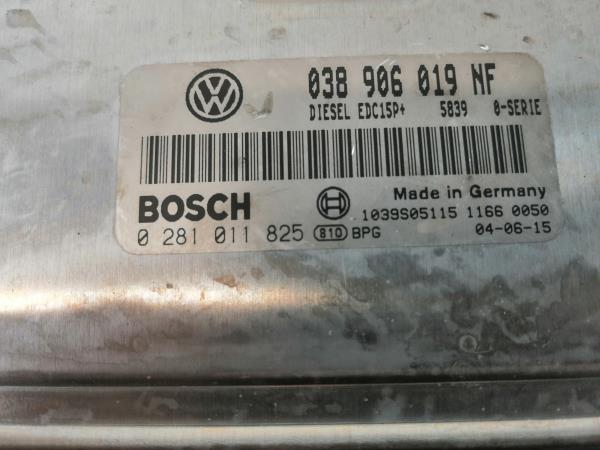 038 906 019 NF
DIESEL EDC15P+ 5839 0-SERIE
BOSCH Made in Germany
1039S05115 1166 0050
0 281 011 825 810 BPG 04-06-15